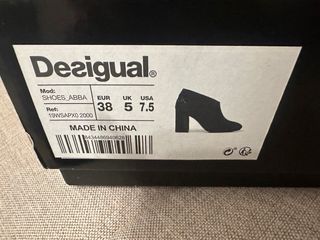 Desigual®
Mod: EUR UK USA
SHOES_ABBA 38 5 7.5
Ref:
19WSAPX0 2000
MADE IN CHINA